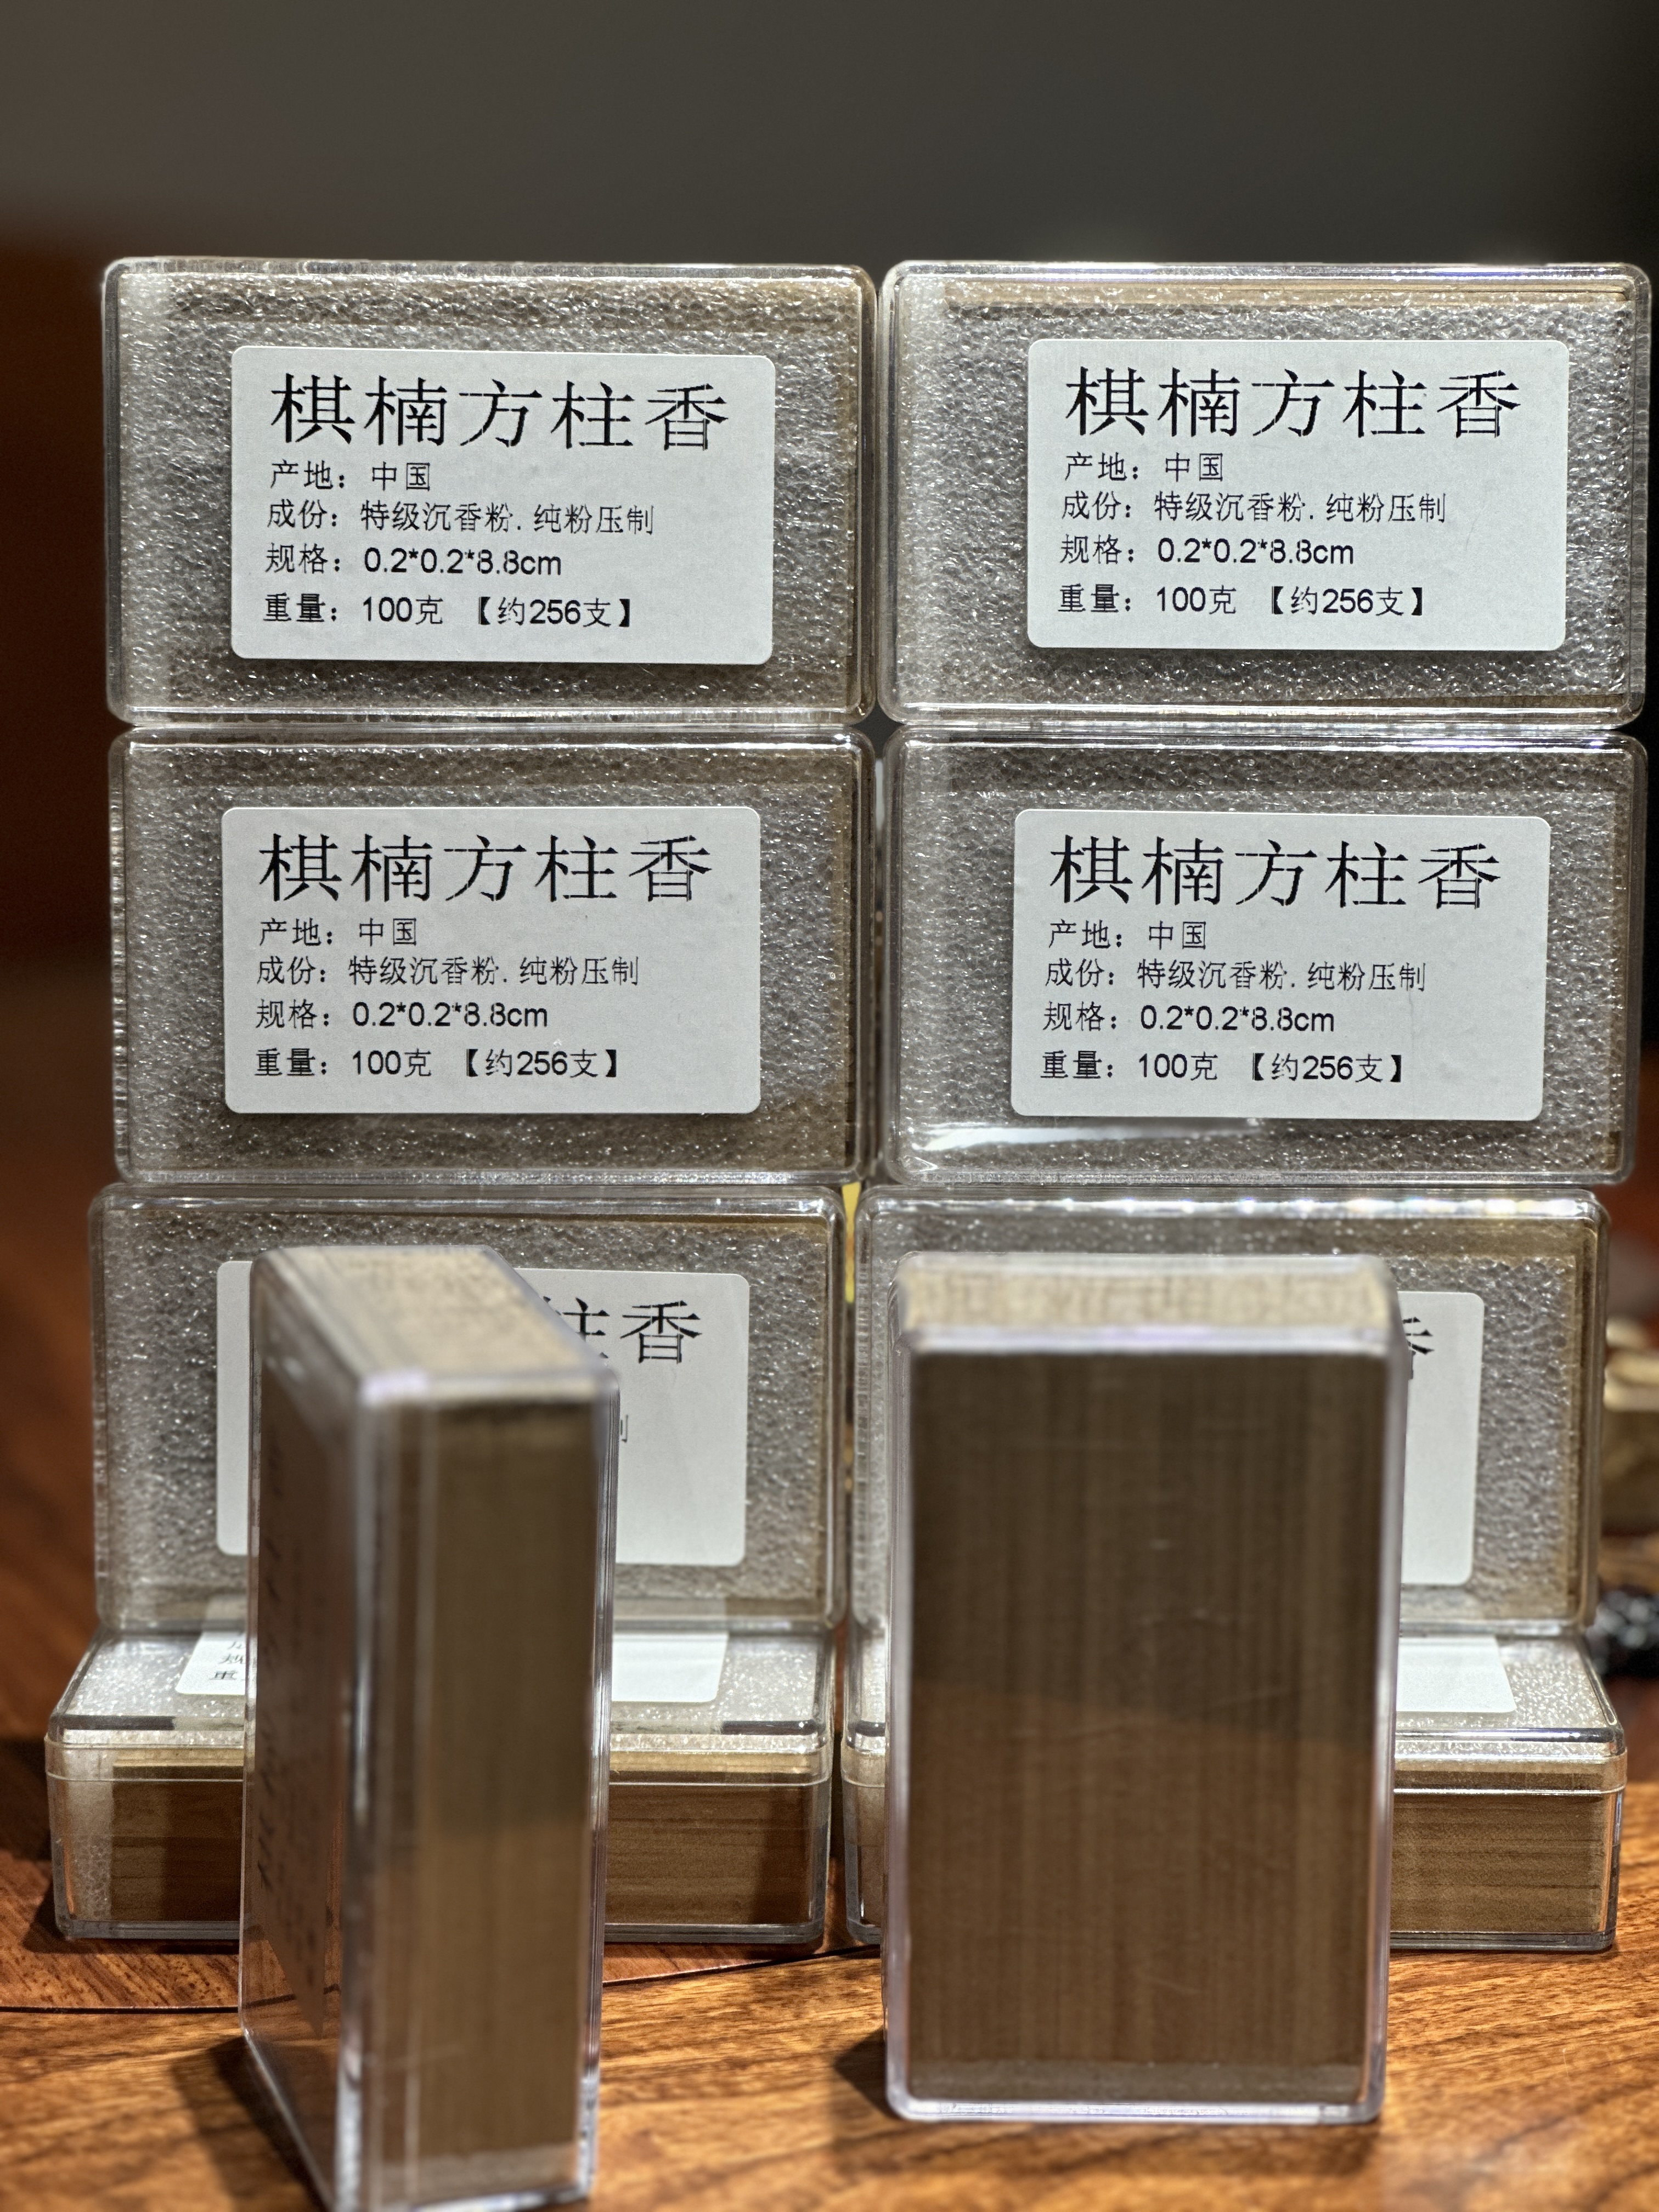 棋楠方柱香
产地：中国
成份：特级沉香粉.纯粉压制
规格：0.2*0.2*8.8cm
重量：100克 【约256支】
棋楠方柱香
产地：中国
成份：特级沉香粉.纯粉压制
规格：0.2*0.2*8.8cm
重量：100克 【约256支】
棋楠方柱香
产地：中国
成份：特级沉香粉.纯粉压制
规格：0.2*0.2*8.8cm
重量：100克 【约256支】
棋楠方柱香
产地：中国
成份：特级沉香粉.纯粉压制
规格：0.2*0.2*8.8cm
重量：100克 【约256支】
柱香
香